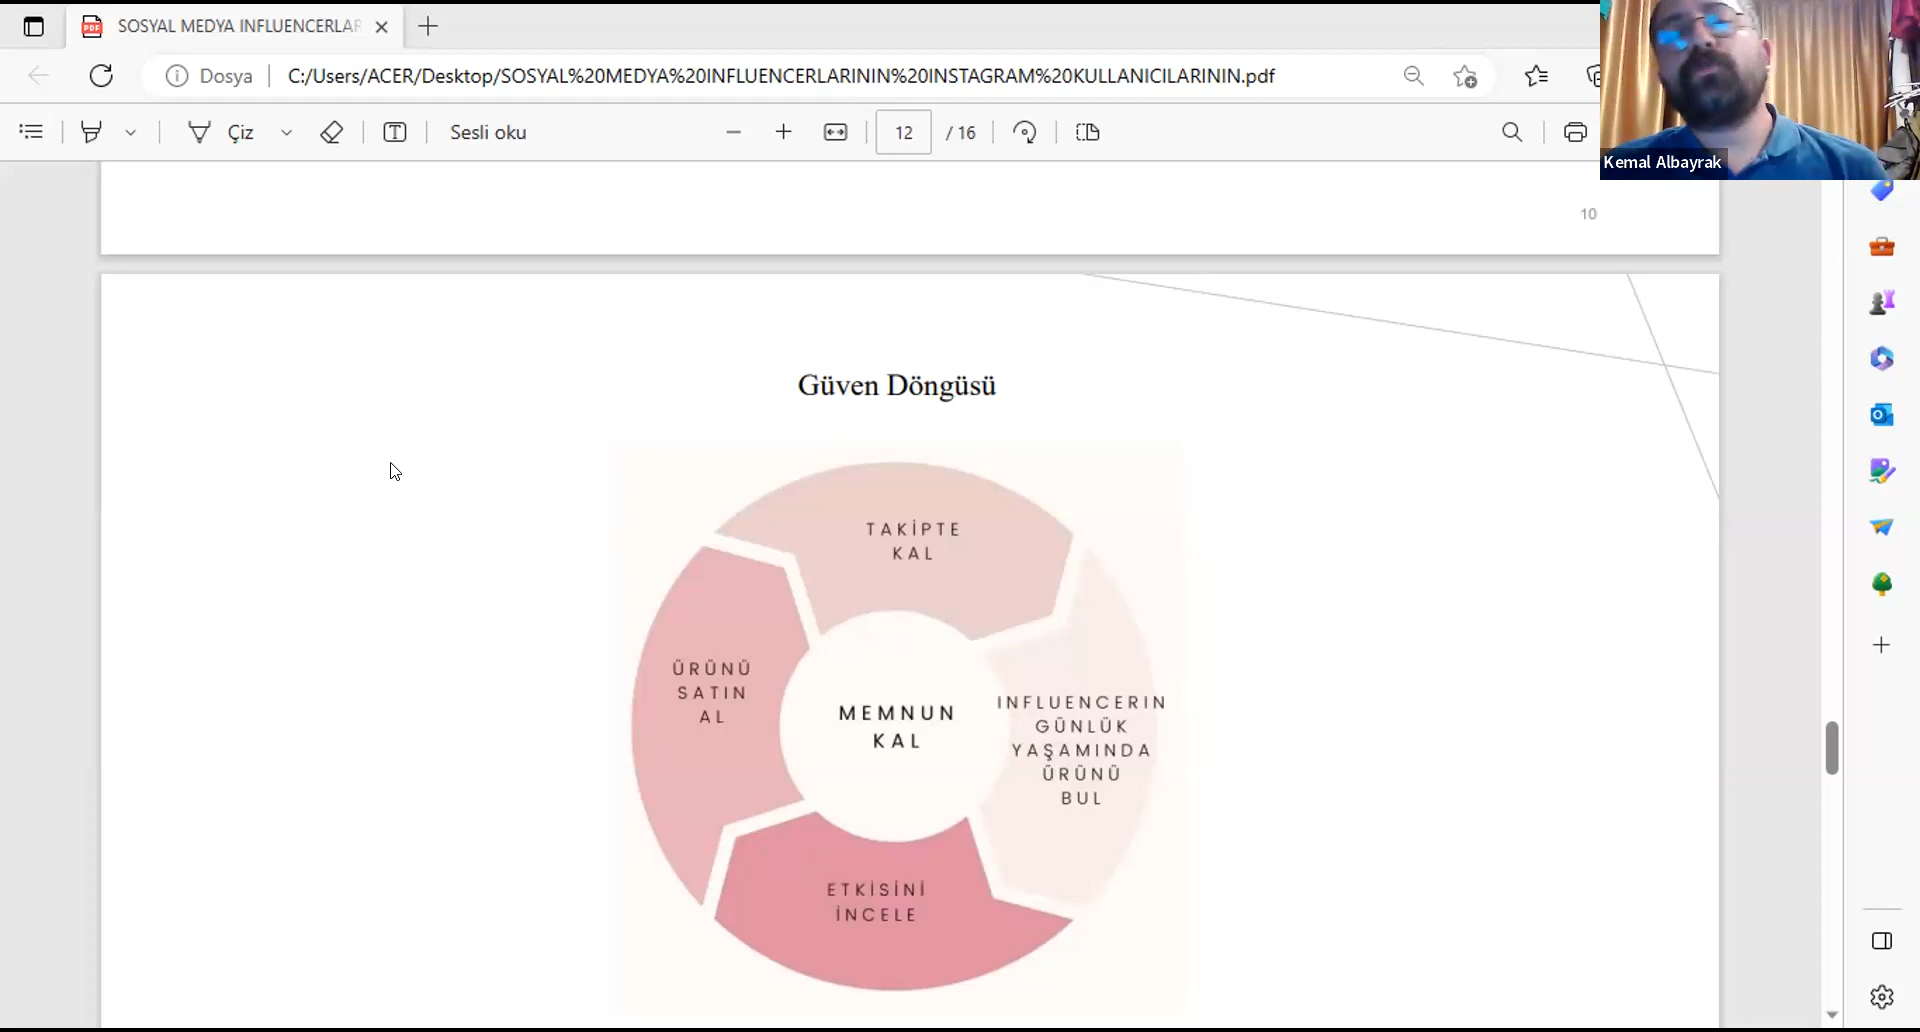 SOSYAL MEDYA INFLUENCERLAR
Dosya
C:/Users/ACER/Desktop/SOSYAL%20MEDYA%20INFLUENCERLARININ%20INSTAGRAM%20KULLANICILARININ.pdf
Çiz
Sesli oku
12
/ 16
Kemal Albayrak
10
Güven Döngüsü
TAKİPTE
KAL
ÜRÜNÜ
SATIN
AL
MEMNUN
KAL
INFLUENCERIN
GÜNLÜK
YAŞAMINDA
ÜRÜNÜ
BUL
ETKİSİNİ
İNCELE